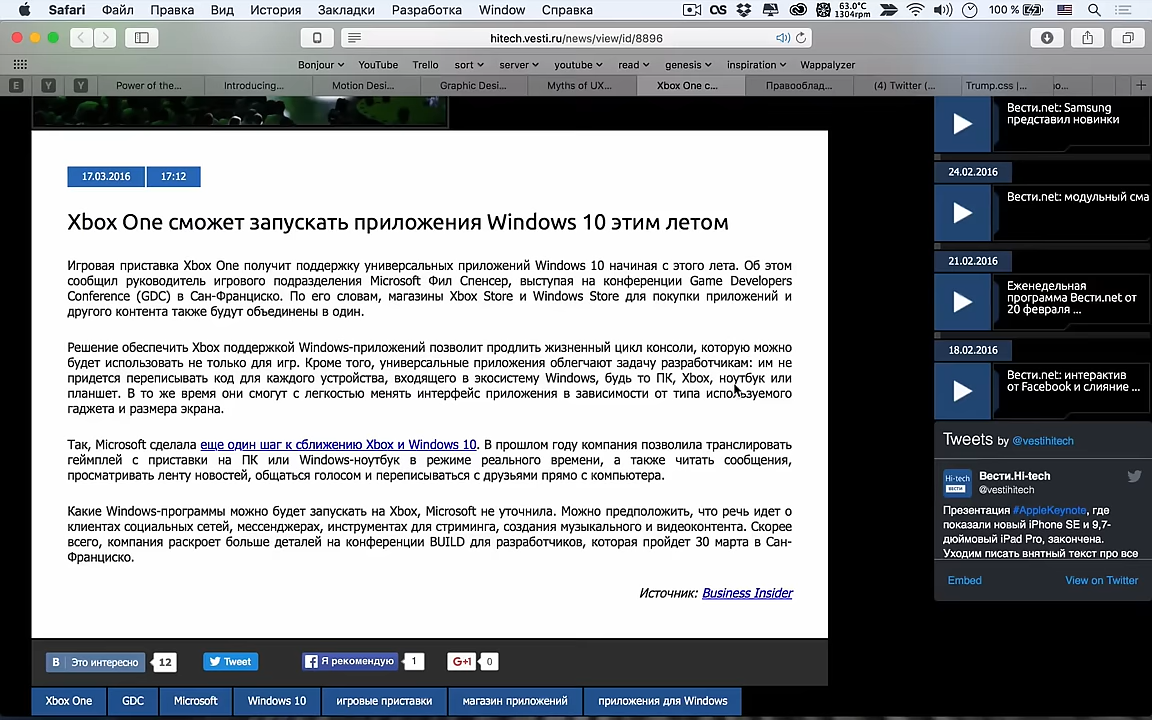 Safari Файл Правка Вид История Закладки Разработка Window Справка 63.0°C 1304rpm 100 %
hitech.vesti.ru/news/view/id/8896
Bonjour YouTube Trello sort server youtube read genesis inspiration Wappalyzer
E Y Y Power of the... Introducing... Motion Desi... Graphic Desi... Myths of UX... Xbox One с... Правооблад... (4) Twitter (... Trump.css |...
17.03.2016 17:12
Xbox One сможет запускать приложения Windows 10 этим летом
Игровая приставка Xbox One получит поддержку универсальных приложений Windows 10 начиная с этого лета. Об этом
сообщил руководитель игрового подразделения Microsoft Фил Спенсер, выступая на конференции Game Developers
Conference (GDC) в Сан-Франциско. По его словам, магазины Xbox Store и Windows Store для покупки приложений и
другого контента также будут объединены в один.
Решение обеспечить Xbox поддержкой Windows-приложений позволит продлить жизненный цикл консоли, которую можно
будет использовать не только для игр. Кроме того, универсальные приложения облегчают задачу разработчикам: им не
придется переписывать код для каждого устройства, входящего в экосистему Windows, будь то ПК, Xbox, ноутбук или
планшет. В то же время они смогут с легкостью менять интерфейс приложения в зависимости от типа используемого
гаджета и размера экрана.
Так, Microsoft сделала еще один шаг к сближению Xbox и Windows 10. В прошлом году компания позволила транслировать
геймплей с приставки на ПК или Windows-ноутбук в режиме реального времени, а также читать сообщения,
просматривать ленту новостей, общаться голосом и переписываться с друзьями прямо с компьютера.
Какие Windows-программы можно будет запускать на Xbox, Microsoft не уточнила. Можно предположить, что речь идет о
клиентах социальных сетей, мессенджерах, инструментах для стриминга, создания музыкального и видеоконтента. Скорее
всего, компания раскроет больше деталей на конференции BUILD для разработчиков, которая пройдет 30 марта в Сан-
Франциско.
Источник: Business Insider
В Это интересно 12 Tweet Я рекомендую 1 G+1 0
Xbox One GDC Microsoft Windows 10 игровые приставки магазин приложений приложения для Windows
Вести.net: Samsung
представил новинки
24.02.2016
Вести.net: модульный сма
21.02.2016
Еженедельная
программа Вести.net от
20 февраля ...
18.02.2016
Вести.net: интерактив
от Facebook и слияние ...
Tweets by @vestihitech
Hi-tech
ВЕСТИ
Вести.Hi-tech
@vestihitech
Презентация #AppleKeynote, где
показали новый iPhone SE и 9,7-
дюймовый iPad Pro, закончена.
Уходим писать внятный текст про все
Embed View on Twitter